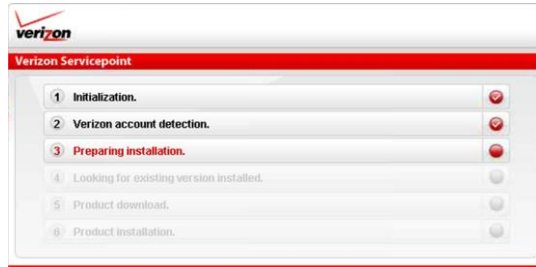 verizon
Verizon Servicepoint
1 Initialization.
2 Verizon account detection.
3 Preparing installation.
4 Looking for existing version installed.
5 Product download.
6 Product installation.